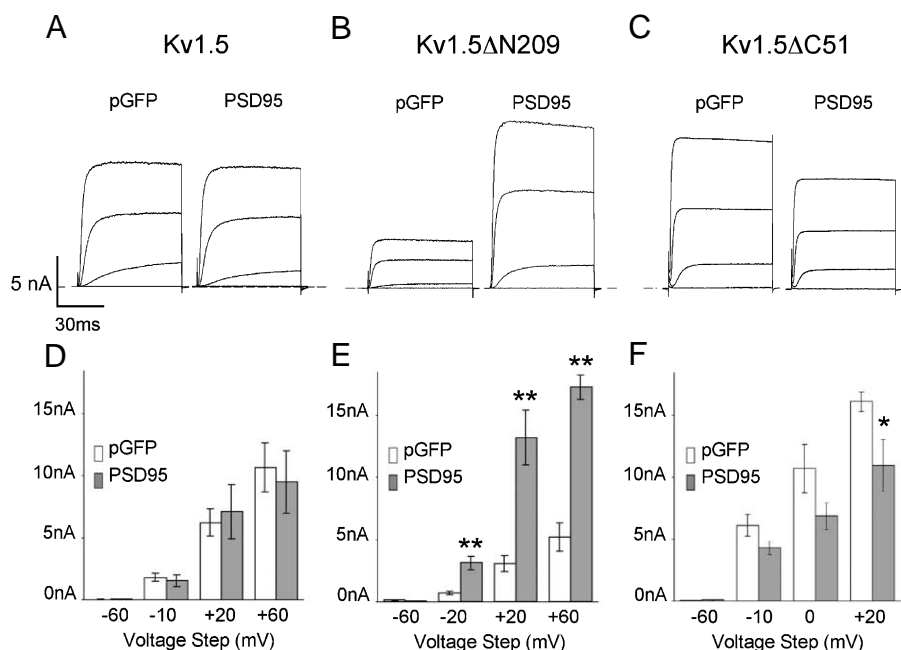 A B C
Kv1.5 Kv1.5ΔN209 Kv1.5ΔC51
pGFP PSD95 pGFP PSD95 pGFP PSD95
5 nA
30ms
D E F
** ** ** *
15nA 15nA 15nA
pGFP pGFP pGFP
10nA PSD95 10nA PSD95 10nA PSD95
5nA 5nA 5nA
0nA 0nA 0nA
-60 -10 +20 +60 -60 -20 +20 +60 -60 -10 0 +20
Voltage Step (mV) Voltage Step (mV) Voltage Step (mV)